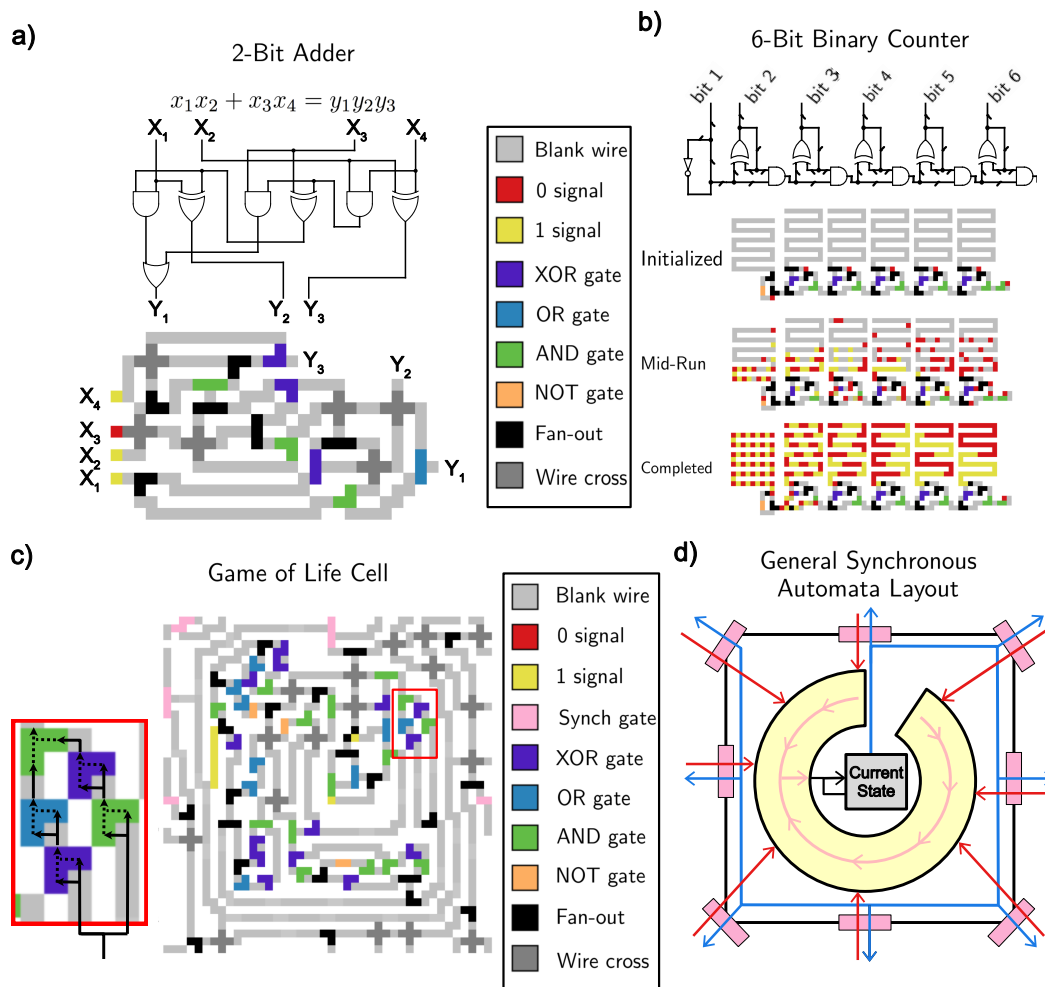 a)
2-Bit Adder
x₁x₂ + x₃x₄ = y₁y₂y₃
X₁ X₂ X₃ X₄
Y₁ Y₂ Y₃
X₄
X₃
X₂
X₁
Y₃
Y₂
Y₁
Blank wire
0 signal
1 signal
XOR gate
OR gate
AND gate
NOT gate
Fan-out
Wire cross
b)
6-Bit Binary Counter
bit 1
bit 2
bit 3
bit 4
bit 5
bit 6
Initialized
Mid-Run
Completed
c)
Game of Life Cell
Blank wire
0 signal
1 signal
Synch gate
XOR gate
OR gate
AND gate
NOT gate
Fan-out
Wire cross
d)
General Synchronous
Automata Layout
Current
State